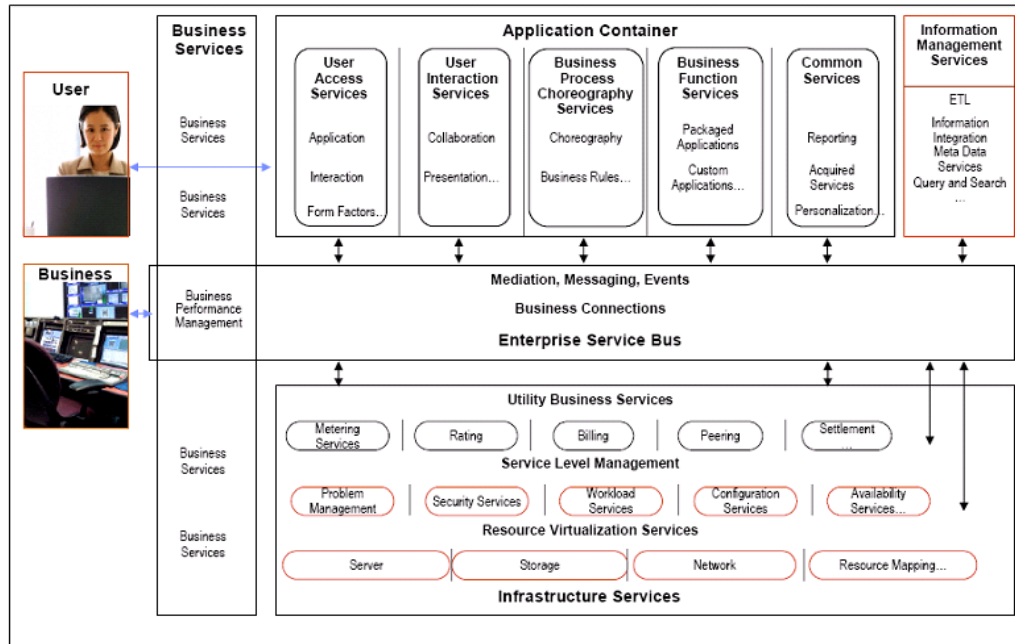 Business
Services
Application Container
Information
Management
Services
User
User
Access
Services
User
Interaction
Services
Business
Process
Choreography
Services
Business
Function
Services
Common
Services
ETL
Information
Integration
Meta Data
Services
Query and Search
...
Business
Services
Application
Collaboration
Choreography
Packaged
Applications
Reporting
Interaction
Presentation...
Business Rules...
Custom
Applications...
Acquired
Services
Business
Services
Form Factors...
Personalization...
Business
Business
Performance
Management
Mediation, Messaging, Events
Business Connections
Enterprise Service Bus
Utility Business Services
Metering
Services
Rating
Billing
Peering
Settlement
...
Business
Services
Service Level Management
Problem
Management
Security Services
Workload
Services
Configuration
Services
Availability
Services...
Business
Services
Resource Virtualization Services
Server
Storage
Network
Resource Mapping...
Infrastructure Services